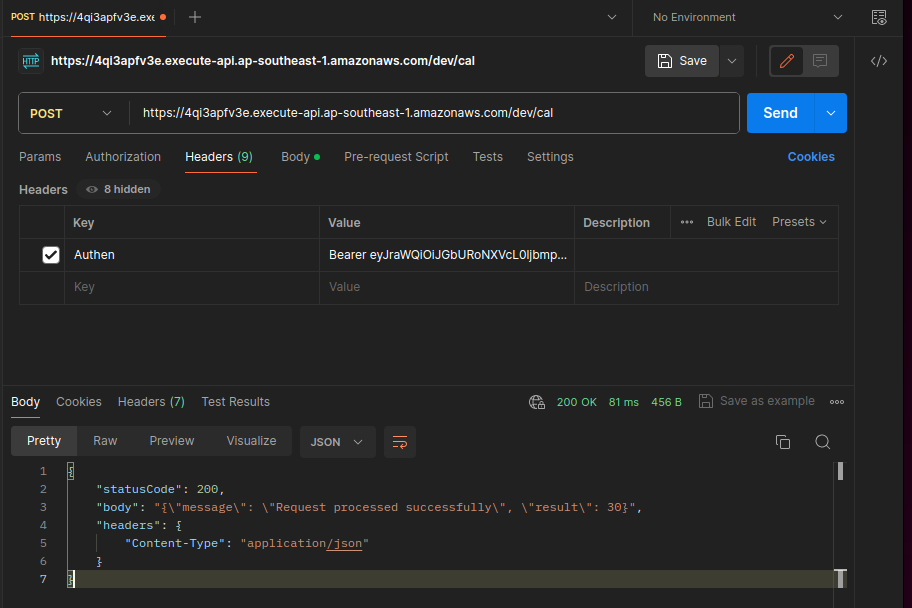 POST https://4qi3apfv3e.exe
No Environment
HTTP https://4qi3apfv3e.execute-api.ap-southeast-1.amazonaws.com/dev/cal
Save
POST https://4qi3apfv3e.execute-api.ap-southeast-1.amazonaws.com/dev/cal
Send
Params Authorization Headers (9) Body Pre-request Script Tests Settings Cookies
Headers 8 hidden
Key Value Description Bulk Edit Presets
Authen Bearer eyJraWQiOiJGbURoNXVcL0ljbmp...
Key Value Description
Body Cookies Headers (7) Test Results 200 OK 81 ms 456 B Save as example
Pretty Raw Preview Visualize JSON
1 {
2 "statusCode": 200,
3 "body": "{\"message\": \"Request processed successfully\", \"result\": 30}",
4 "headers": {
5 "Content-Type": "application/json"
6 }
7 }